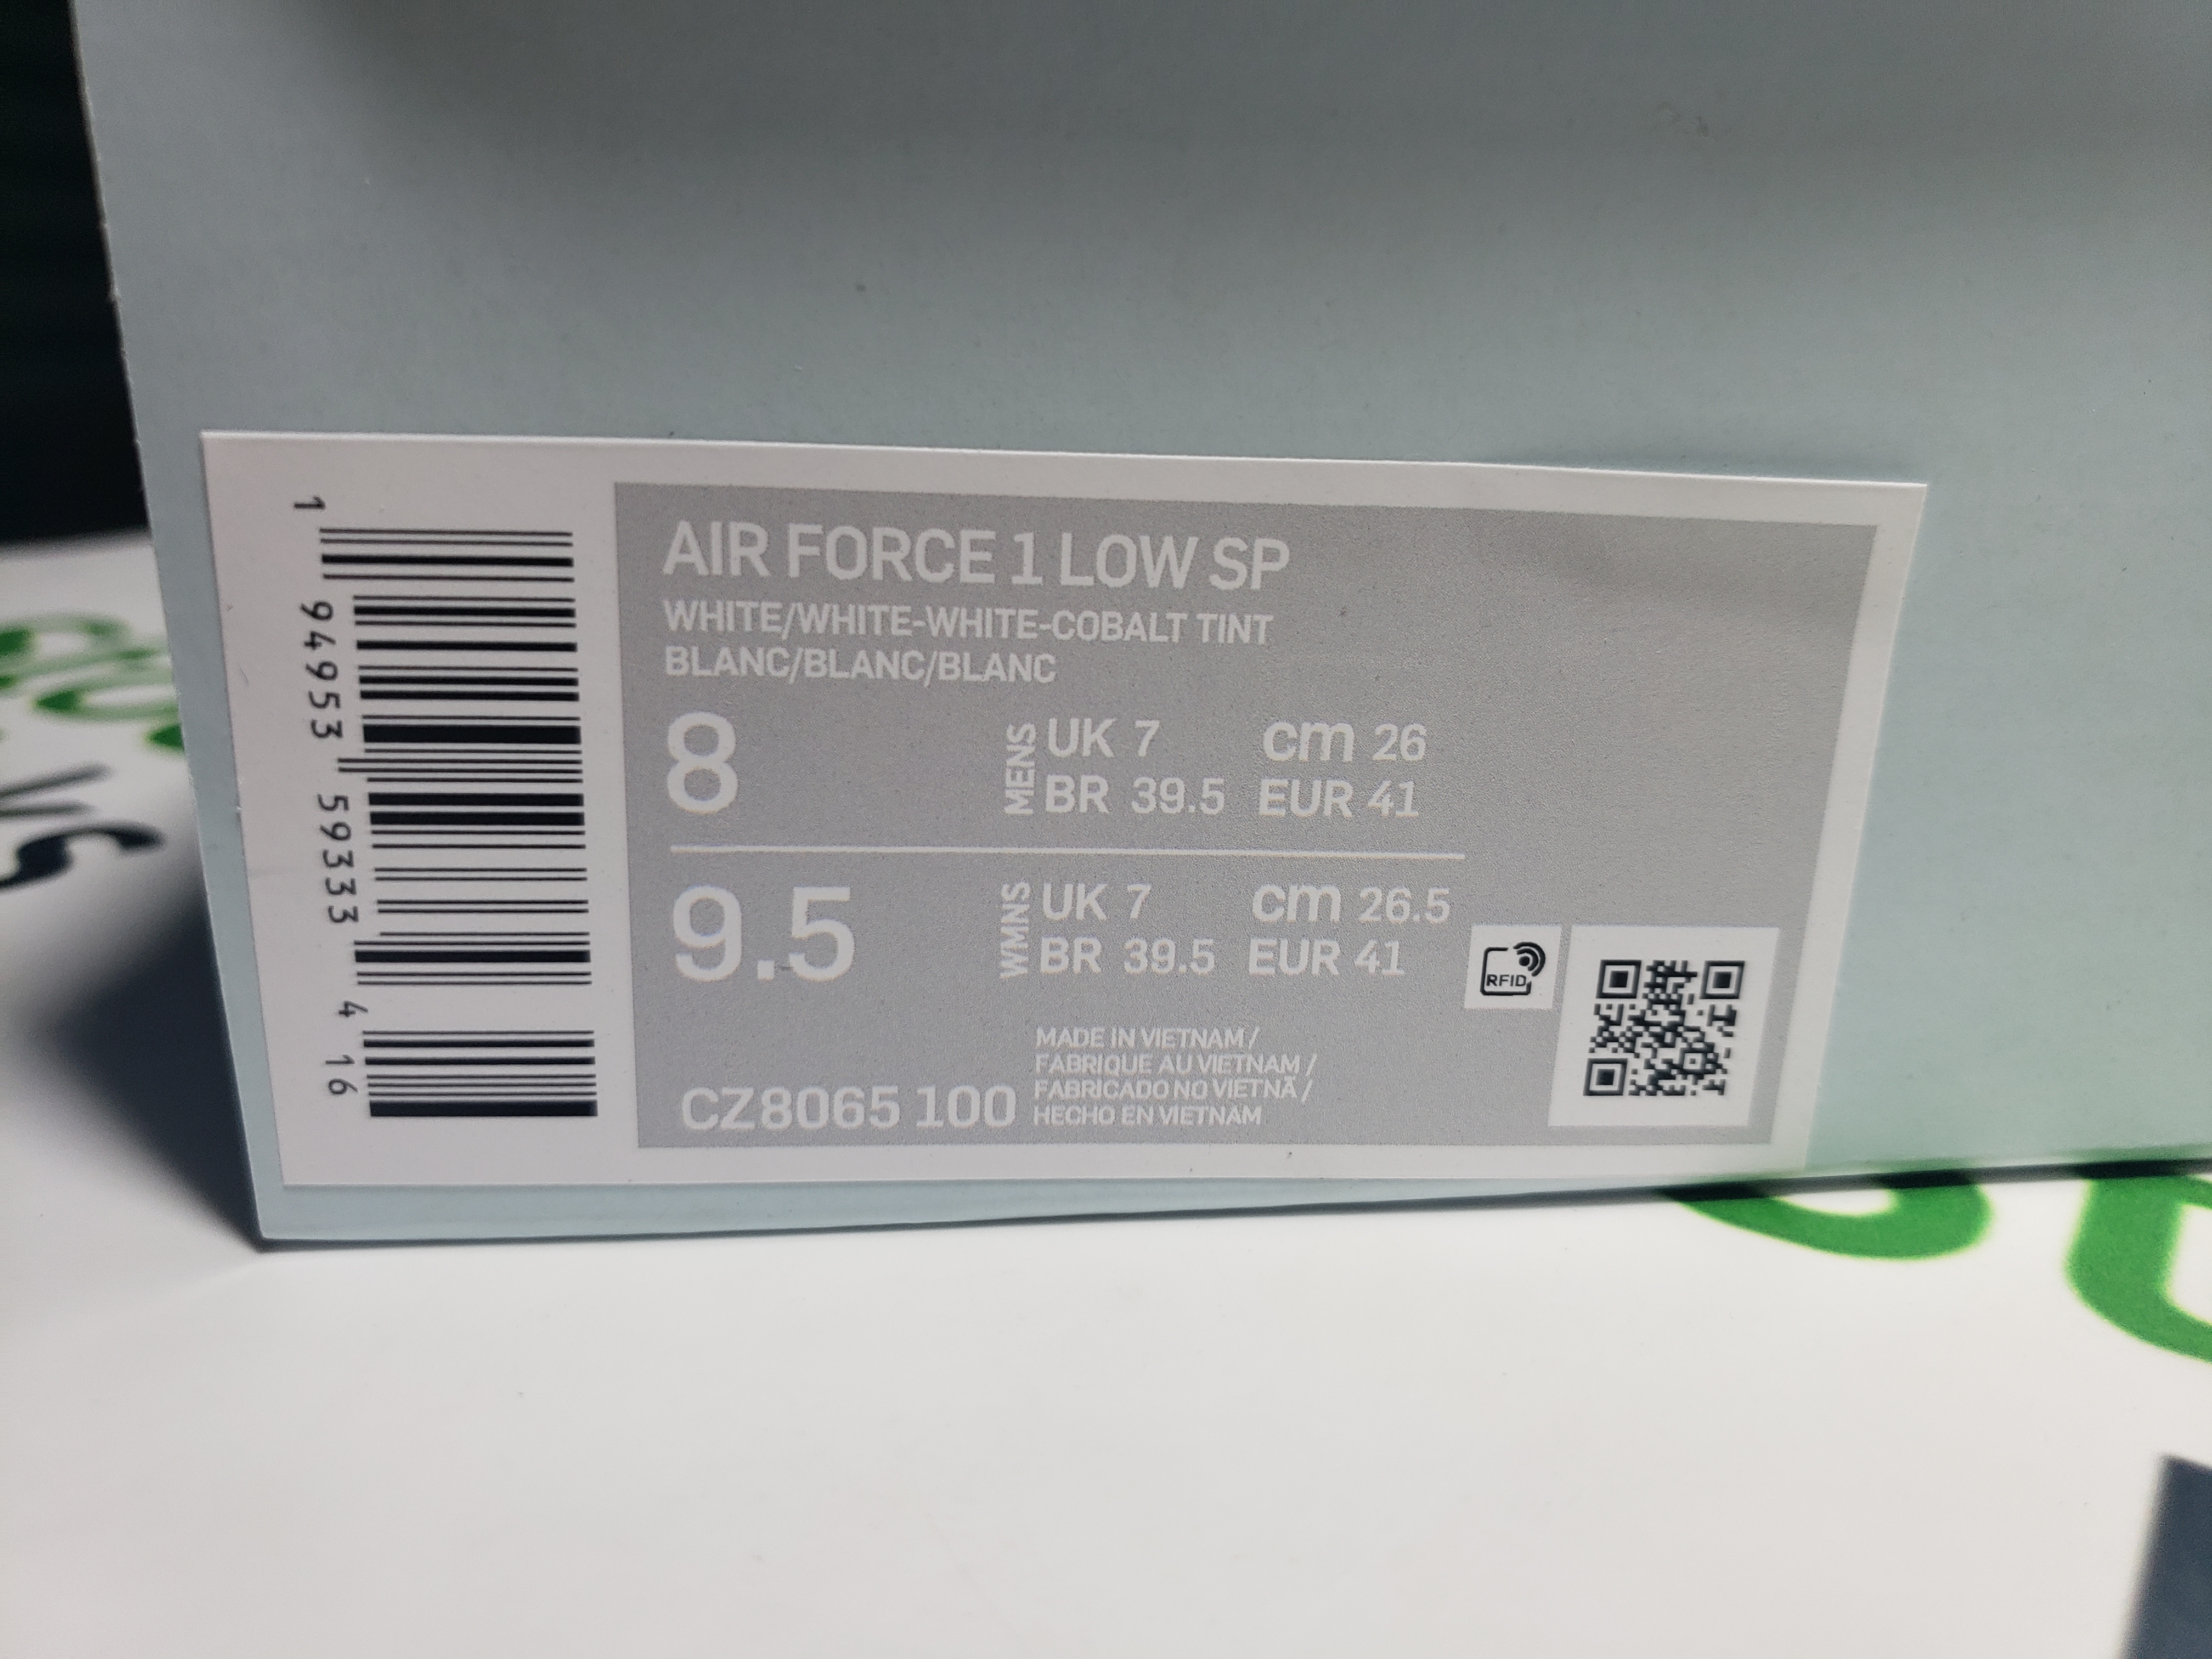 1 94953 59333 4 16
AIR FORCE 1 LOW SP
WHITE/WHITE-WHITE-COBALT TINT
BLANC/BLANC/BLANC
8 MENS UK 7 cm 26
BR 39.5 EUR 41
9.5 WMNS UK 7 cm 26.5
BR 39.5 EUR 41
RFID
MADE IN VIETNAM /
FABRIQUE AU VIETNAM /
FABRICADO NO VIETNÃ /
HECHO EN VIETNAM
CZ8065 100